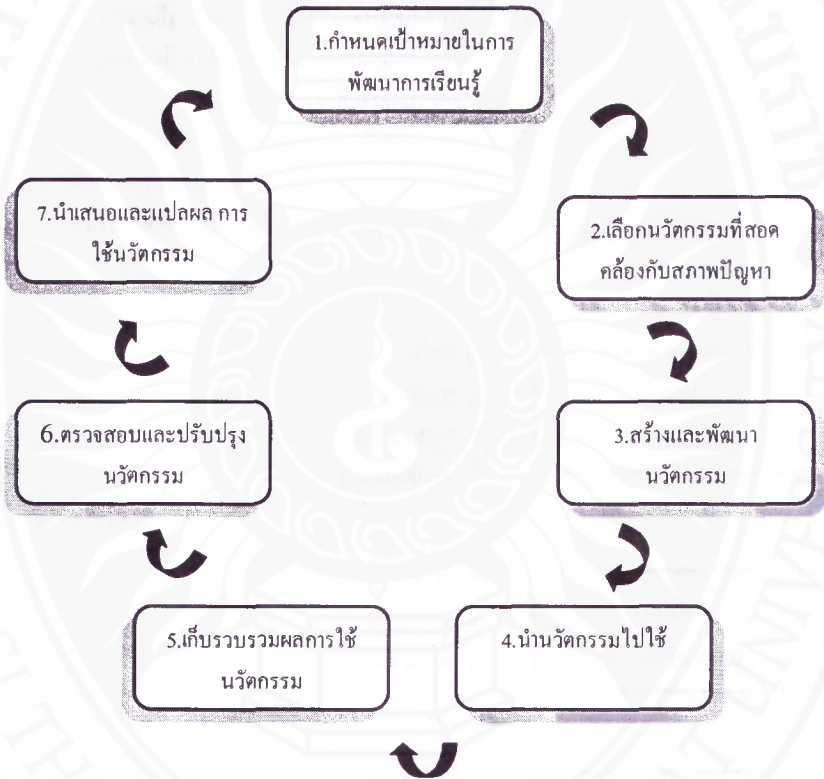 1.กำหนดเป้าหมายในการ
พัฒนาการเรียนรู้
2.เลือกนวัตกรรมที่สอด
คล้องกับสภาพปัญหา
3.สร้างและพัฒนา
นวัตกรรม
4.นำนวัตกรรมไปใช้
5.เก็บรวบรวมผลการใช้
นวัตกรรม
6.ตรวจสอบและปรับปรุง
นวัตกรรม
7.นำเสนอและแปลผล การ
ใช้นวัตกรรม